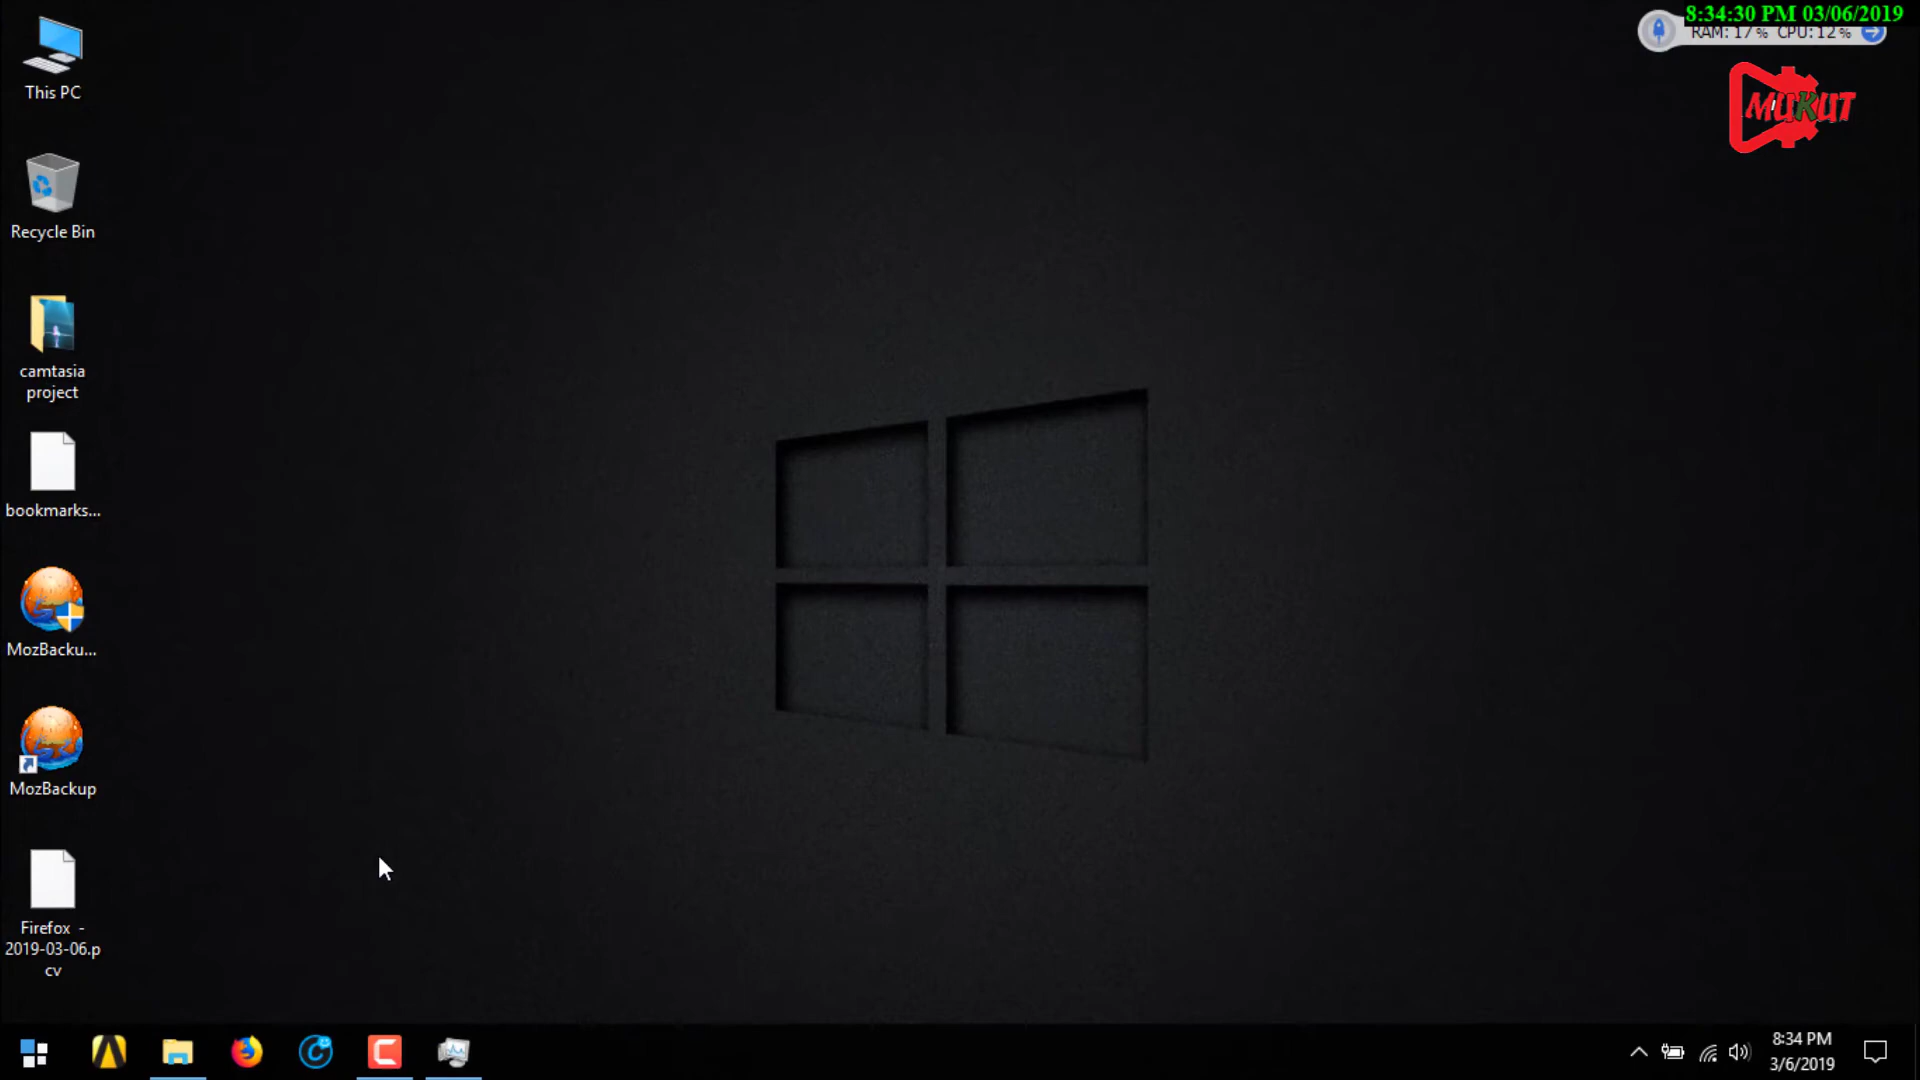 8:34:30 PM 03/06/2019
RAM: 17% CPU: 12%
MUKUT
This PC
Recycle Bin
camtasia
project
bookmarks...
MozBacku...
MozBackup
Firefox -
2019-03-06.p
cv
8:34 PM
3/6/2019